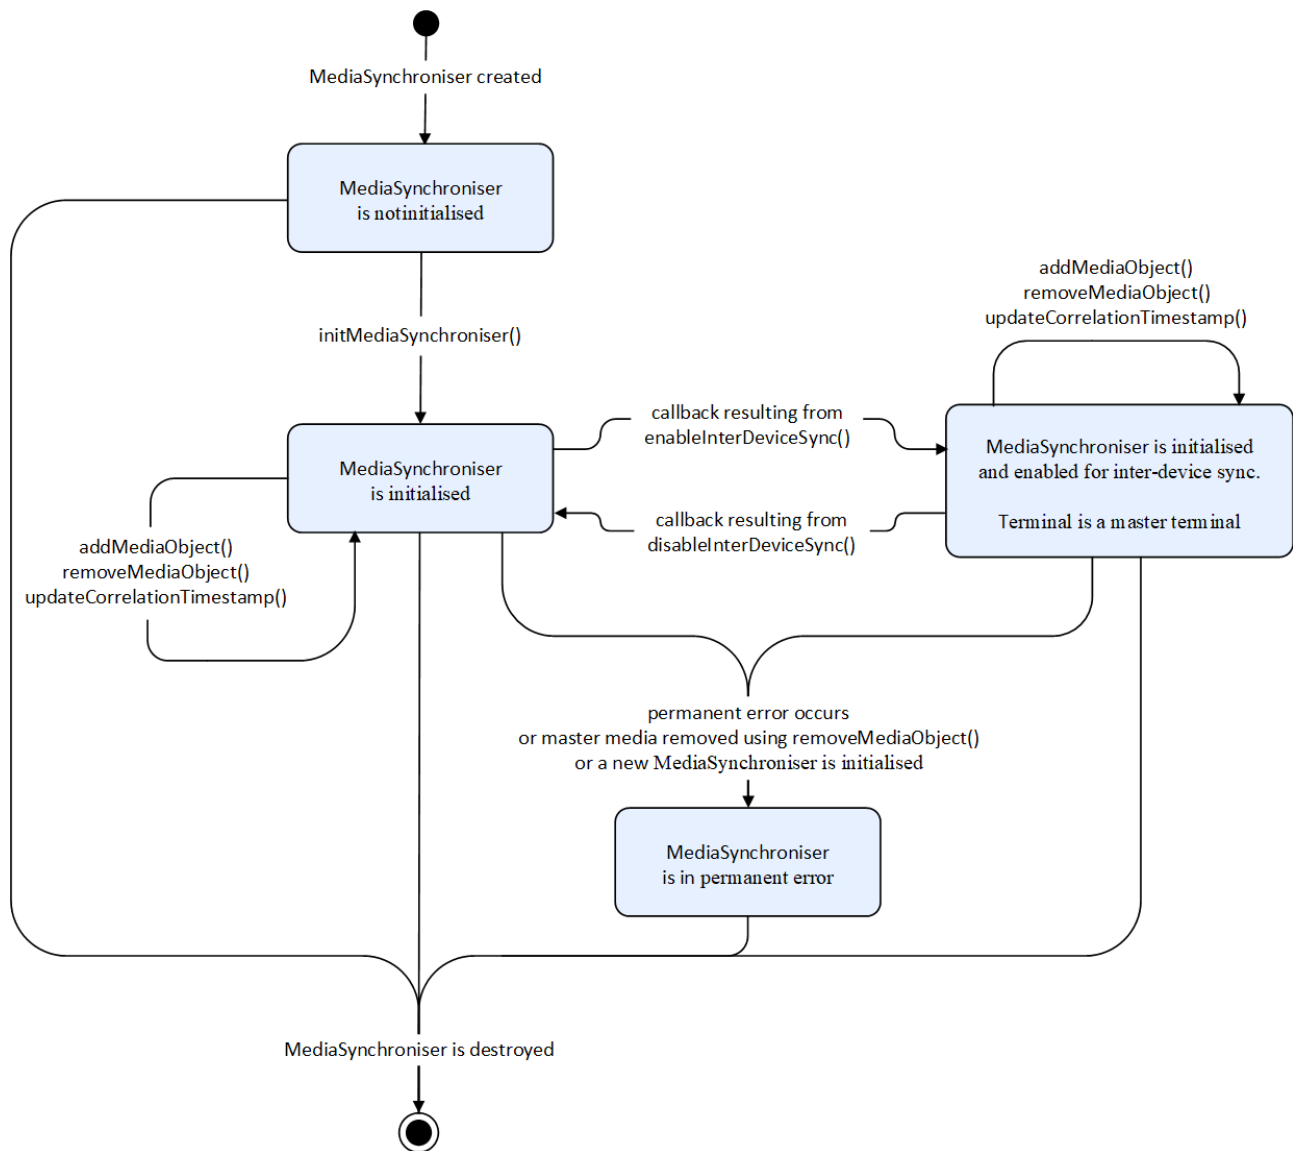 MediaSynchroniser created
MediaSynchroniser
is notinitialised
initMediaSynchroniser()
addMediaObject()
removeMediaObject()
updateCorrelationTimestamp()
callback resulting from
enableInterDeviceSync()
MediaSynchroniser
is initialised
MediaSynchroniser is initialised
and enabled for inter-device sync.
Terminal is a master terminal
callback resulting from
disableInterDeviceSync()
addMediaObject()
removeMediaObject()
updateCorrelationTimestamp()
permanent error occurs
or master media removed using removeMediaObject()
or a new MediaSynchroniser is initialised
MediaSynchroniser
is in permanent error
MediaSynchroniser is destroyed